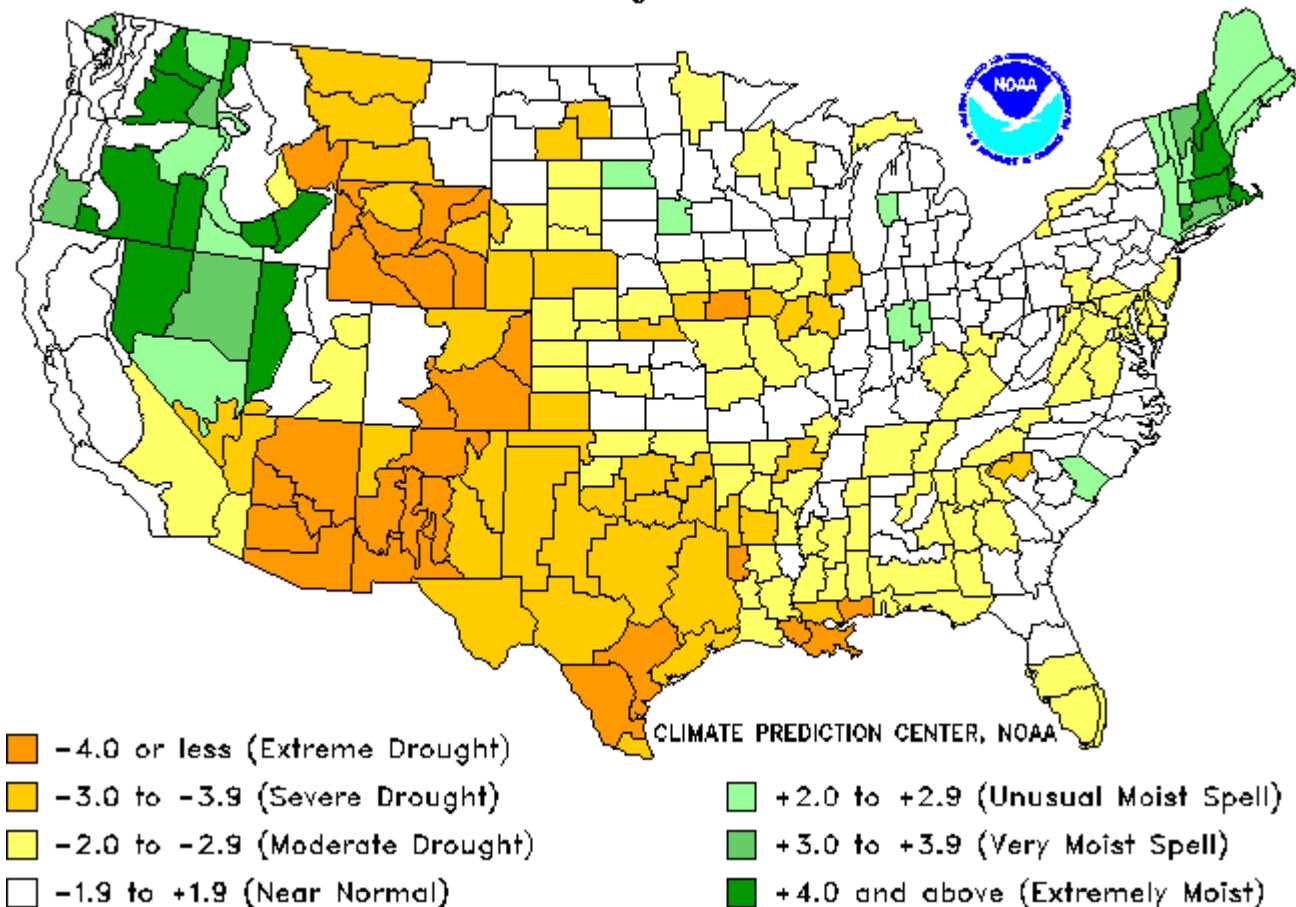 NOAA
CLIMATE PREDICTION CENTER, NOAA
-4.0 or less (Extreme Drought)
-3.0 to -3.9 (Severe Drought)
-2.0 to -2.9 (Moderate Drought)
-1.9 to +1.9 (Near Normal)
+2.0 to +2.9 (Unusual Moist Spell)
+3.0 to +3.9 (Very Moist Spell)
+4.0 and above (Extremely Moist)